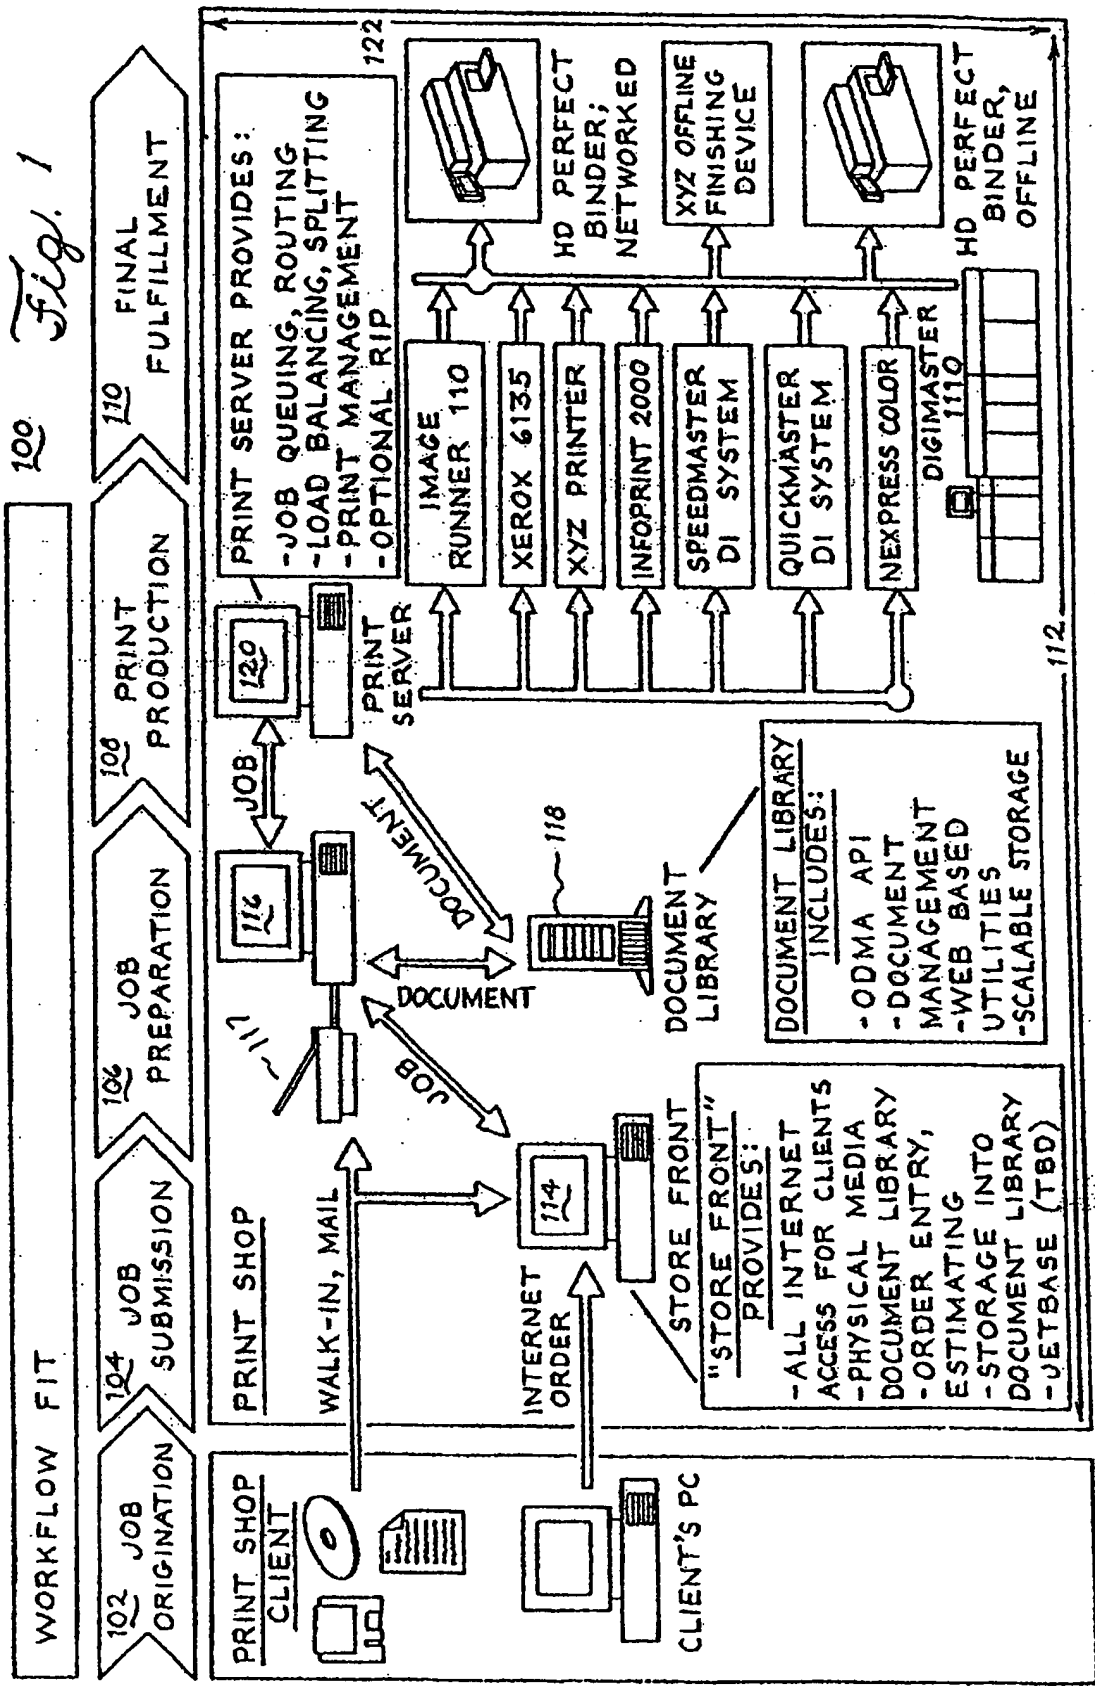 100
Fig. 1
WORKFLOW FIT
102 JOB
ORIGINATION
104 JOB
SUBMISSION
106 JOB
PREPARATION
108 PRINT
PRODUCTION
110 FINAL
FULFILLMENT
PRINT SHOP
CLIENT
CLIENT'S PC
PRINT SHOP
WALK-IN, MAIL
INTERNET
ORDER
117
116
JOB
120
PRINT
SERVER
PRINT SERVER PROVIDES:
-JOB QUEUING, ROUTING
-LOAD BALANCING, SPLITTING
-PRINT MANAGEMENT
-OPTIONAL RIP
122
JOB
DOCUMENT
DOCUMENT
114
STORE FRONT
"STORE FRONT"
PROVIDES:
-ALL INTERNET
ACCESS FOR CLIENTS
-PHYSICAL MEDIA
DOCUMENT LIBRARY
-ORDER ENTRY,
ESTIMATING
-STORAGE INTO
DOCUMENT LIBRARY
-JETBASE (TBD)
118
DOCUMENT
LIBRARY
DOCUMENT LIBRARY
INCLUDES:
-ODMA API
-DOCUMENT
MANAGEMENT
-WEB BASED
UTILITIES
-SCALABLE STORAGE
IMAGE
RUNNER 110
XEROX 6135
XYZ PRINTER
INFOPRINT 2000
SPEEDMASTER
DI SYSTEM
QUICKMASTER
DI SYSTEM
NEXPRESS COLOR
DIGIMASTER
1110
HD PERFECT
BINDER;
NETWORKED
XYZ OFFLINE
FINISHING
DEVICE
HD PERFECT
BINDER,
OFFLINE
112